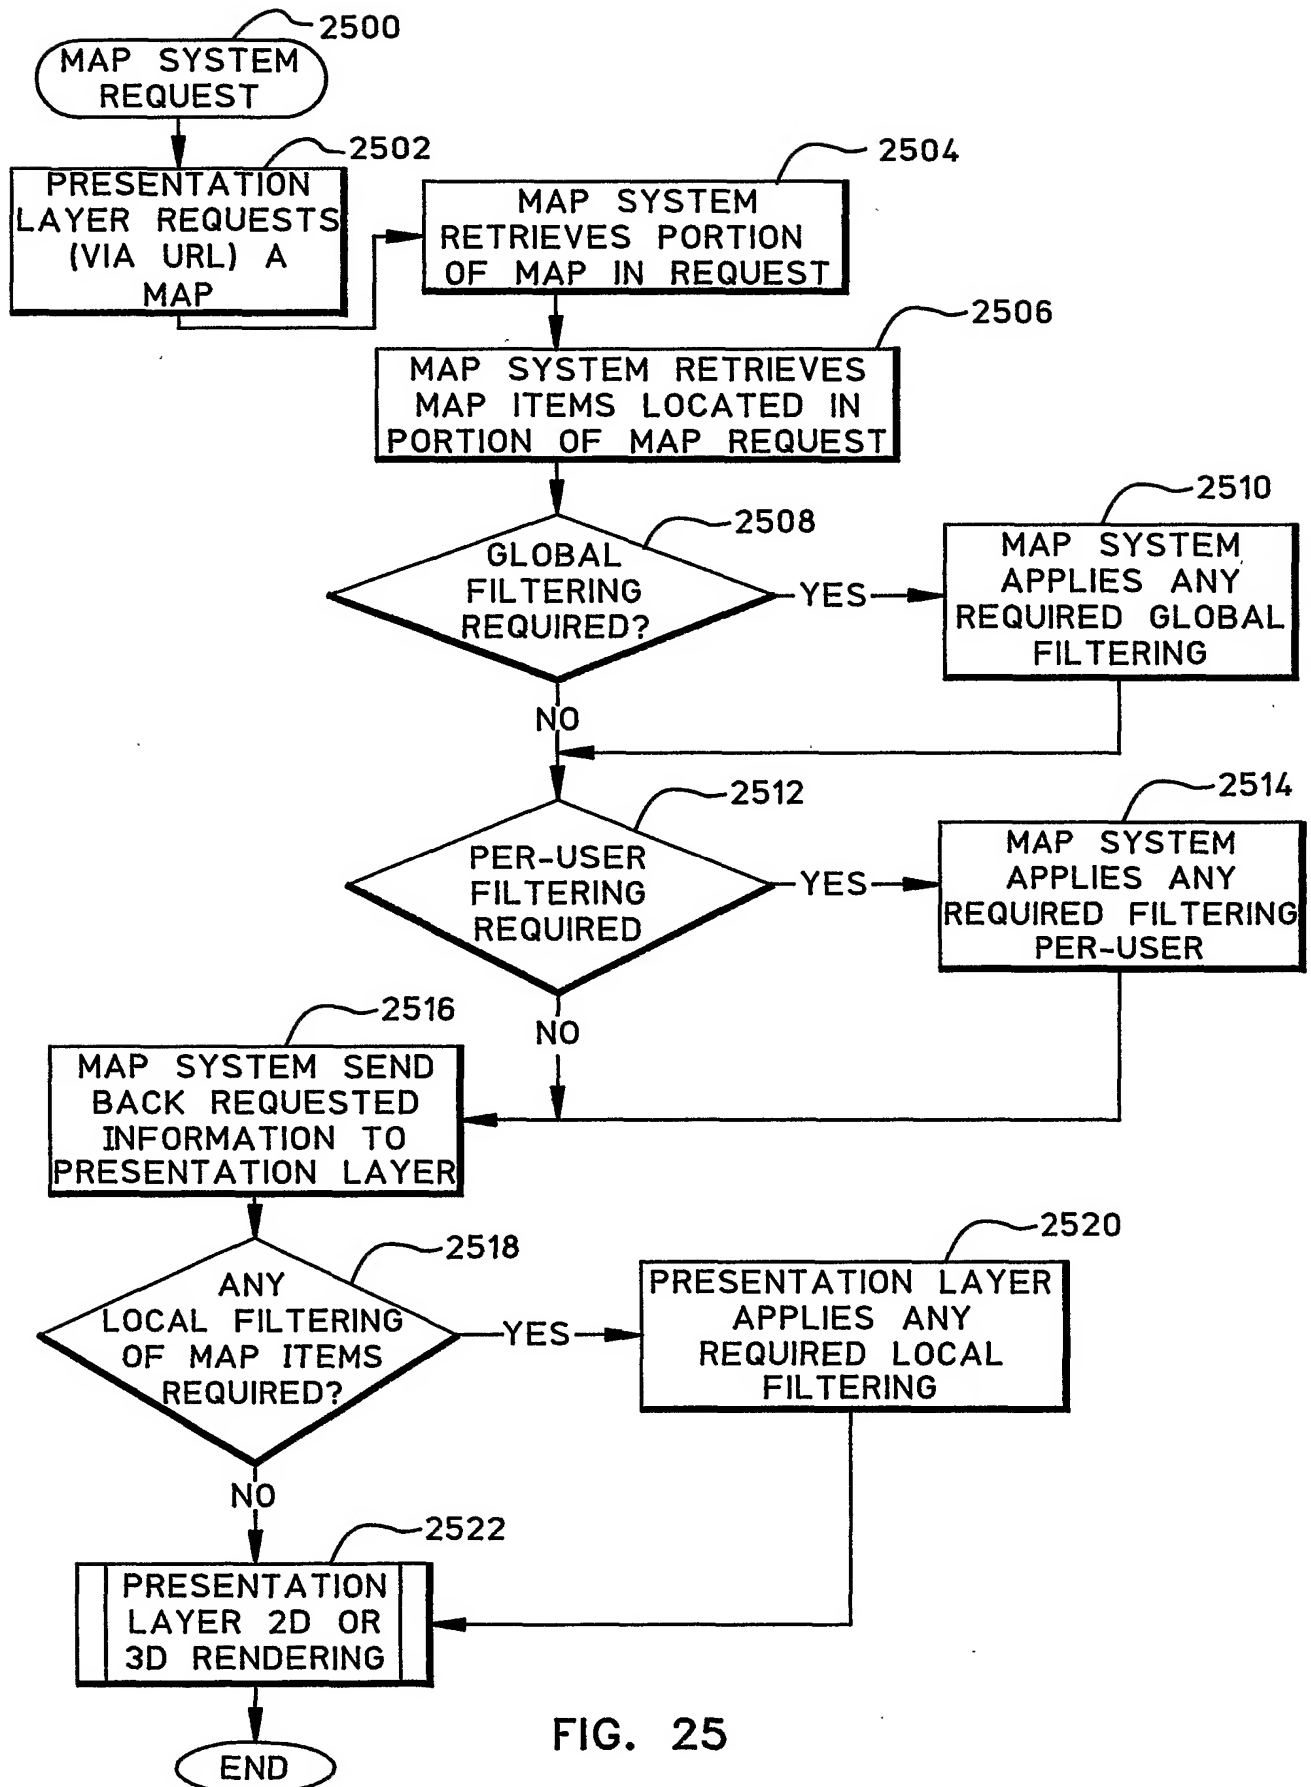 2500
MAP SYSTEM
REQUEST
2502
PRESENTATION
LAYER REQUESTS
(VIA URL) A
MAP
2504
MAP SYSTEM
RETRIEVES PORTION
OF MAP IN REQUEST
2506
MAP SYSTEM RETRIEVES
MAP ITEMS LOCATED IN
PORTION OF MAP REQUEST
2508
GLOBAL
FILTERING
REQUIRED?
YES
2510
MAP SYSTEM
APPLIES ANY
REQUIRED GLOBAL
FILTERING
NO
2512
PER-USER
FILTERING
REQUIRED
YES
2514
MAP SYSTEM
APPLIES ANY
REQUIRED FILTERING
PER-USER
NO
2516
MAP SYSTEM SEND
BACK REQUESTED
INFORMATION TO
PRESENTATION LAYER
2518
ANY
LOCAL FILTERING
OF MAP ITEMS
REQUIRED?
YES
2520
PRESENTATION LAYER
APPLIES ANY
REQUIRED LOCAL
FILTERING
NO
2522
PRESENTATION
LAYER 2D OR
3D RENDERING
END
FIG. 25